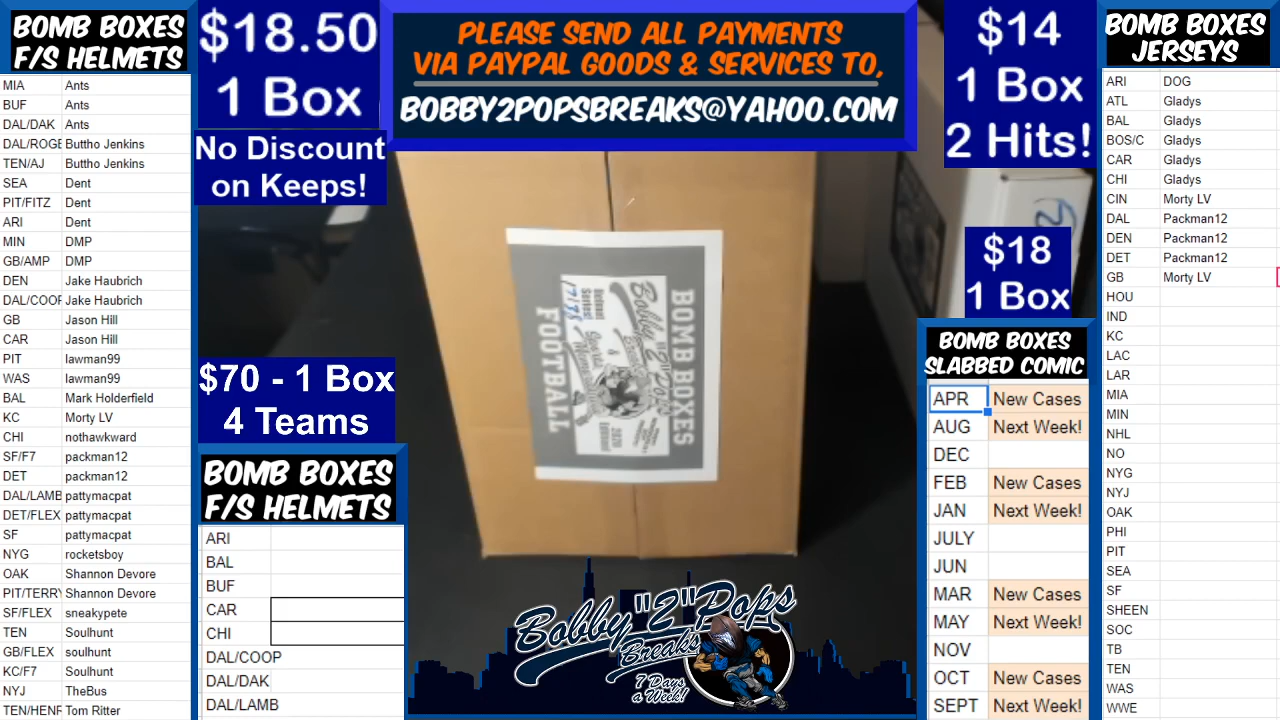 BOMB BOXES
F/S HELMETS
MIA Ants
BUF Ants
DAL/DAK Ants
DAL/ROGE Buttho Jenkins
TEN/AJ Buttho Jenkins
SEA Dent
PIT/FITZ Dent
ARI Dent
MIN DMP
GB/AMP DMP
DEN Jake Haubrich
DAL/COOP Jake Haubrich
GB Jason Hill
CAR Jason Hill
PIT lawman99
WAS lawman99
BAL Mark Holderfield
KC Morty LV
CHI nothawkward
SF/F7 packman12
DET packman12
DAL/LAMB pattymacpat
DET/FLEX pattymacpat
SF pattymacpat
NYG rocketsboy
OAK Shannon Devore
PIT/TERRY Shannon Devore
SF/FLEX sneakypete
TEN Soulhunt
GB/FLEX soulhunt
KC/F7 Soulhunt
NYJ TheBus
TEN/HENR Tom Ritter
$18.50
1 Box
No Discount
on Keeps!
$70 - 1 Box
4 Teams
BOMB BOXES
F/S HELMETS
ARI
BAL
BUF
CAR
CHI
DAL/COOP
DAL/DAK
DAL/LAMB
PLEASE SEND ALL PAYMENTS
VIA PAYPAL GOODS & SERVICES TO,
BOBBY2POPSBREAKS@YAHOO.COM
BOMB BOXES
Bobby "2" Pops
Breaks
&
2020
FOOTBALL
Bobby "2" Pops
Breaks
7 Days
a Week!
$14
1 Box
2 Hits!
$18
1 Box
BOMB BOXES
SLABBED COMIC
APR New Cases
AUG Next Week!
DEC
FEB New Cases
JAN Next Week!
JULY
JUN
MAR New Cases
MAY Next Week!
NOV
OCT New Cases
SEPT Next Week!
BOMB BOXES
JERSEYS
ARI DOG
ATL Gladys
BAL Gladys
BOS/C Gladys
CAR Gladys
CHI Gladys
CIN Morty LV
DAL Packman12
DEN Packman12
DET Packman12
GB Morty LV
HOU
IND
KC
LAC
LAR
MIA
MIN
NHL
NO
NYG
NYJ
OAK
PHI
PIT
SEA
SF
SHEEN
SOC
TB
TEN
WAS
WWE